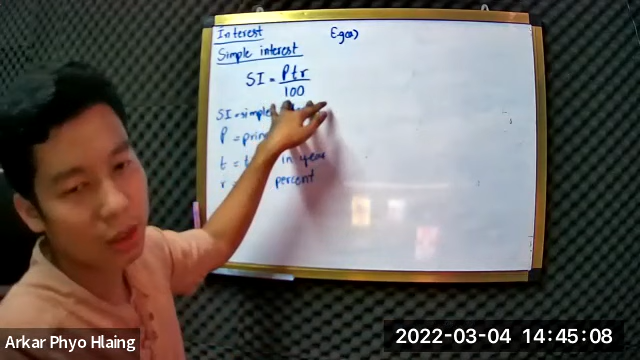 Interest
Simple interest
Eg(a)
SI = Ptr
100
SI = simple
P = prin
t = t in year
r percent
Arkar Phyo Hlaing
2022-03-04 14:45:08